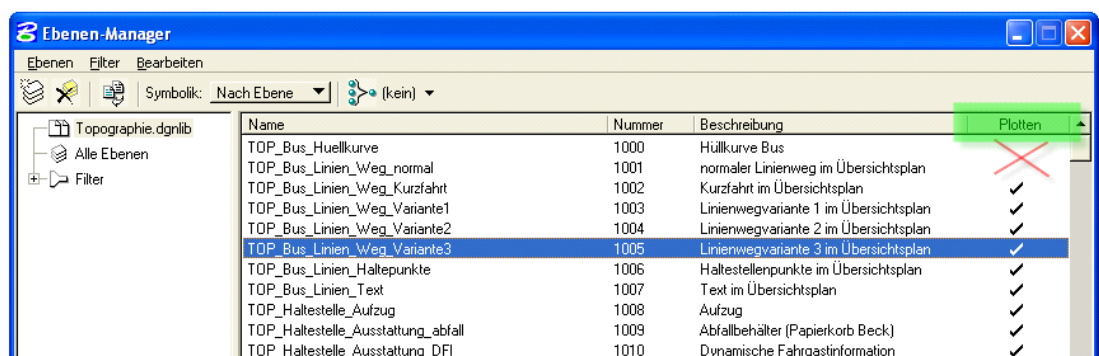 Ebenen-Manager
Ebenen Filter Bearbeiten
Symbolik: Nach Ebene (kein)
Topographie.dgnlib
Alle Ebenen
Filter
Name Nummer Beschreibung Plotten
TOP_Bus_Huellkurve 1000 Hüllkurve Bus
TOP_Bus_Linien_Weg_normal 1001 normaler Linienweg im Übersichtsplan
TOP_Bus_Linien_Weg_Kurzfahrt 1002 Kurzfahrt im Übersichtsplan
TOP_Bus_Linien_Weg_Variante1 1003 Linienwegvariante 1 im Übersichtsplan
TOP_Bus_Linien_Weg_Variante2 1004 Linienwegvariante 2 im Übersichtsplan
TOP_Bus_Linien_Weg_Variante3 1005 Linienwegvariante 3 im Übersichtsplan
TOP_Bus_Linien_Haltepunkte 1006 Haltestellenpunkte im Übersichtsplan
TOP_Bus_Linien_Text 1007 Text im Übersichtsplan
TOP_Haltestelle_Aufzug 1008 Aufzug
TOP_Haltestelle_Ausstattung_abfall 1009 Abfallbehälter (Papierkorb Beck)
TOP_Haltestelle_Ausstattung_DFI 1010 Dynamische Fahrgastinformation